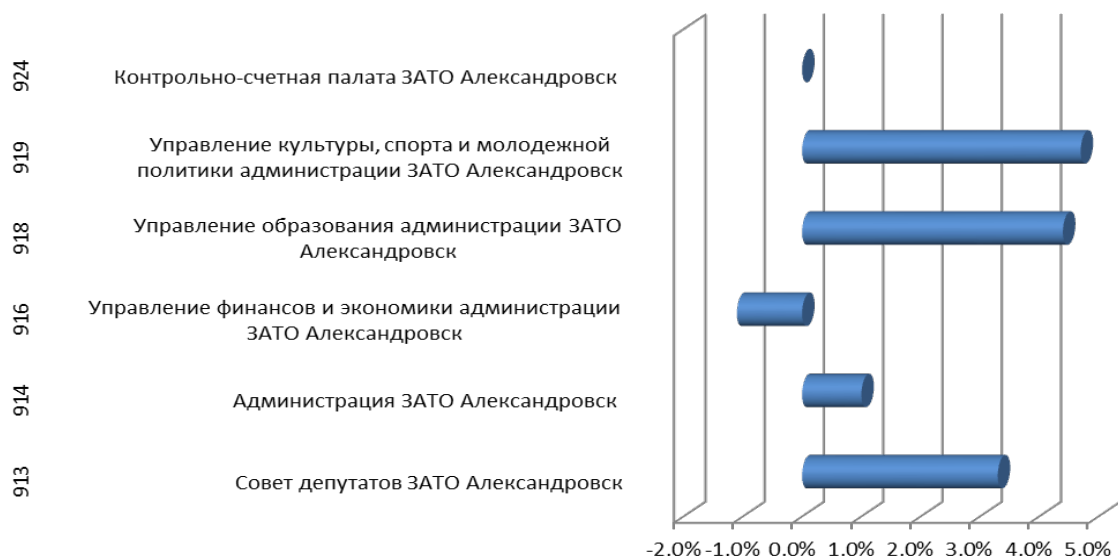 924
Контрольно-счетная палата ЗАТО Александровск
919
Управление культуры, спорта и молодежной
политики администрации ЗАТО Александровск
918
Управление образования администрации ЗАТО
Александровск
916
Управление финансов и экономики администрации
ЗАТО Александровск
914
Администрация ЗАТО Александровск
913
Совет депутатов ЗАТО Александровск
-2.0% -1.0% 0.0% 1.0% 2.0% 3.0% 4.0% 5.0%